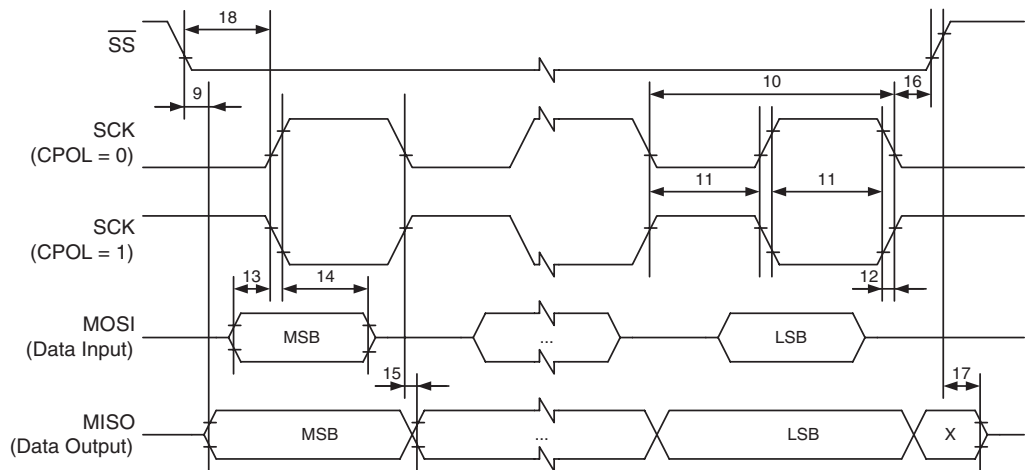 18
SS
9
10
16
SCK
(CPOL = 0)
11
11
SCK
(CPOL = 1)
13
14
12
MOSI
(Data Input)
MSB
...
LSB
15
17
MISO
(Data Output)
MSB
...
LSB
X